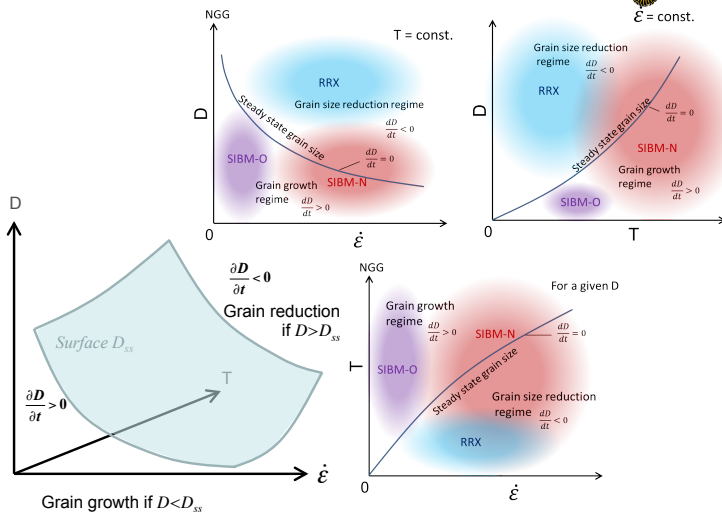 NGG
T = const.
D
RRX
Grain size reduction regime
dD/dt < 0
Steady state grain size
dD/dt = 0
SIBM-O
SIBM-N
Grain growth
regime
dD/dt > 0
0
ε̇
ε̇ = const.
D
Grain size reduction
regime
dD/dt < 0
RRX
Steady state grain size
dD/dt = 0
SIBM-N
Grain growth
regime
dD/dt > 0
SIBM-O
0
T
D
∂D/∂t < 0
Grain reduction
if D>Dss
Surface Dss
T
∂D/∂t > 0
ε̇
Grain growth if D<Dss
NGG
For a given D
Grain growth
regime
dD/dt > 0
SIBM-N
dD/dt = 0
T
SIBM-O
Steady state grain size
Grain size reduction
regime
dD/dt < 0
RRX
0
ε̇